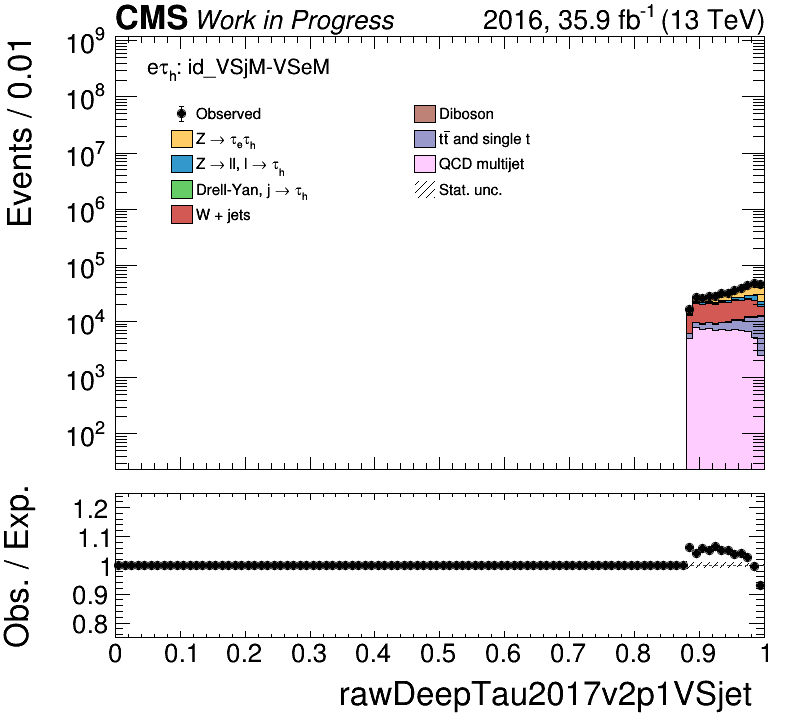 CMS Work in Progress 2016, 35.9 fb⁻¹ (13 TeV)
Events / 0.01
10⁹
10⁸
10⁷
10⁶
10⁵
10⁴
10³
10²
eτₕ: id_VSjM-VSeM
Observed
Z → τₑτₕ
Z → ll, l → τₕ
Drell-Yan, j → τₕ
W + jets
Diboson
tt̄ and single t
QCD multijet
Stat. unc.
Obs. / Exp.
1.2
1.1
1
0.9
0.8
0 0.1 0.2 0.3 0.4 0.5 0.6 0.7 0.8 0.9 1
rawDeepTau2017v2p1VSjet